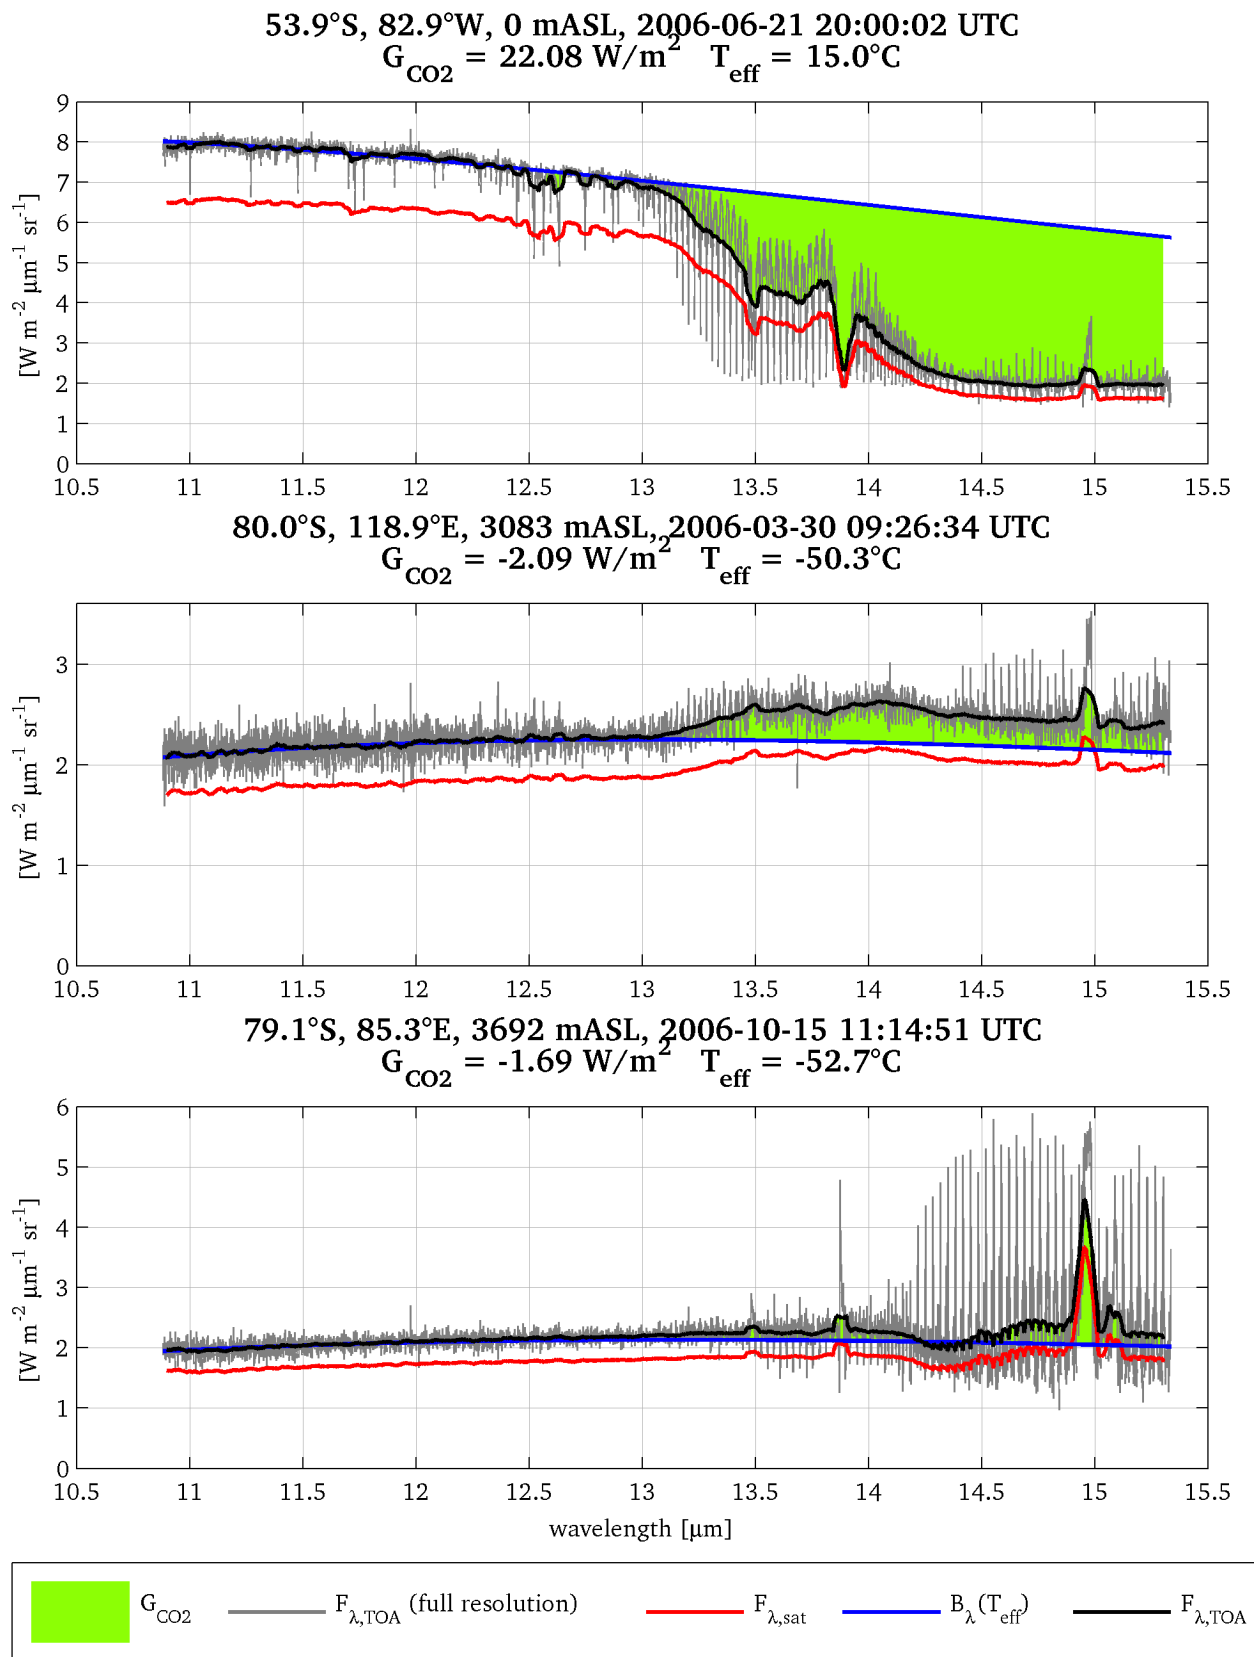 53.9°S, 82.9°W, 0 mASL, 2006-06-21 20:00:02 UTC
G_CO2 = 22.08 W/m² T_eff = 15.0°C
9
8
7
6
5
4
3
2
1
0
[W m⁻² μm⁻¹ sr⁻¹]
10.5 11 11.5 12 12.5 13 13.5 14 14.5 15 15.5
80.0°S, 118.9°E, 3083 mASL, 2006-03-30 09:26:34 UTC
G_CO2 = -2.09 W/m² T_eff = -50.3°C
3
2
1
0
[W m⁻² μm⁻¹ sr⁻¹]
10.5 11 11.5 12 12.5 13 13.5 14 14.5 15 15.5
79.1°S, 85.3°E, 3692 mASL, 2006-10-15 11:14:51 UTC
G_CO2 = -1.69 W/m² T_eff = -52.7°C
6
5
4
3
2
1
0
[W m⁻² μm⁻¹ sr⁻¹]
10.5 11 11.5 12 12.5 13 13.5 14 14.5 15 15.5
wavelength [μm]
G_CO2 F_λ,TOA (full resolution) F_λ,sat B_λ(T_eff) F_λ,TOA